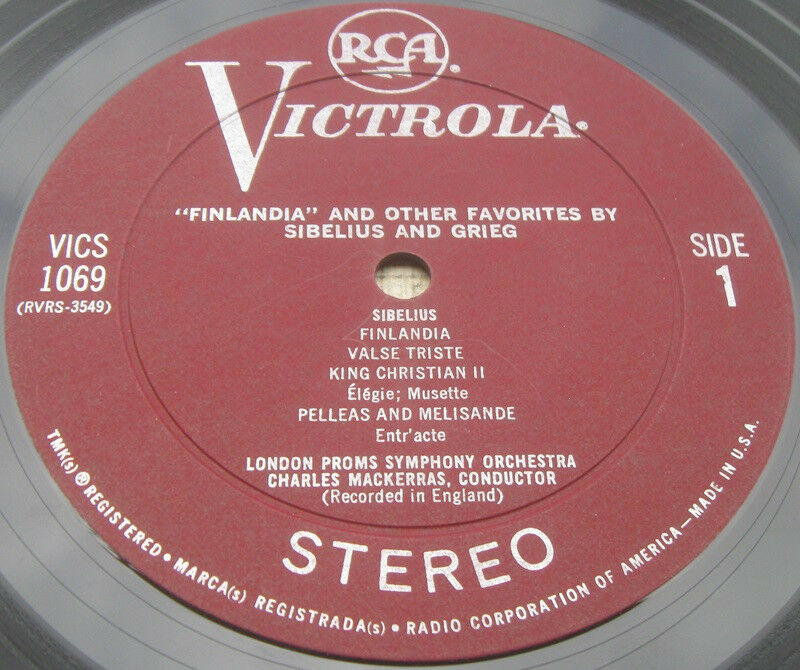 RCA®
VICTROLA®
"FINLANDIA" AND OTHER FAVORITES BY
SIBELIUS AND GRIEG
VICS
1069
(RVRS-3549)
SIDE
1
SIBELIUS
FINLANDIA
VALSE TRISTE
KING CHRISTIAN II
Élégie; Musette
PELLEAS AND MELISANDE
Entr'acte
LONDON PROMS SYMPHONY ORCHESTRA
CHARLES MACKERRAS, CONDUCTOR
(Recorded in England)
STEREO
TMK(s) ® REGISTERED • MARCA(s) REGISTRADA(s) • RADIO CORPORATION OF AMERICA—MADE IN U.S.A.